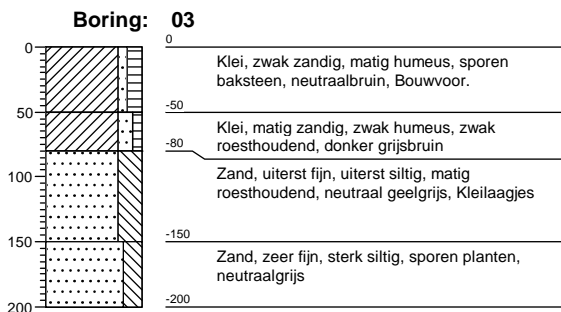 Boring: 03
0
0
Klei, zwak zandig, matig humeus, sporen
baksteen, neutraalbruin, Bouwvoor.
50
-50
Klei, matig zandig, zwak humeus, zwak
roesthoudend, donker grijsbruin
-80
Zand, uiterst fijn, uiterst siltig, matig
roesthoudend, neutraal geelgrijs, Kleilaagjes
100
150
-150
Zand, zeer fijn, sterk siltig, sporen planten,
neutraalgrijs
200
-200